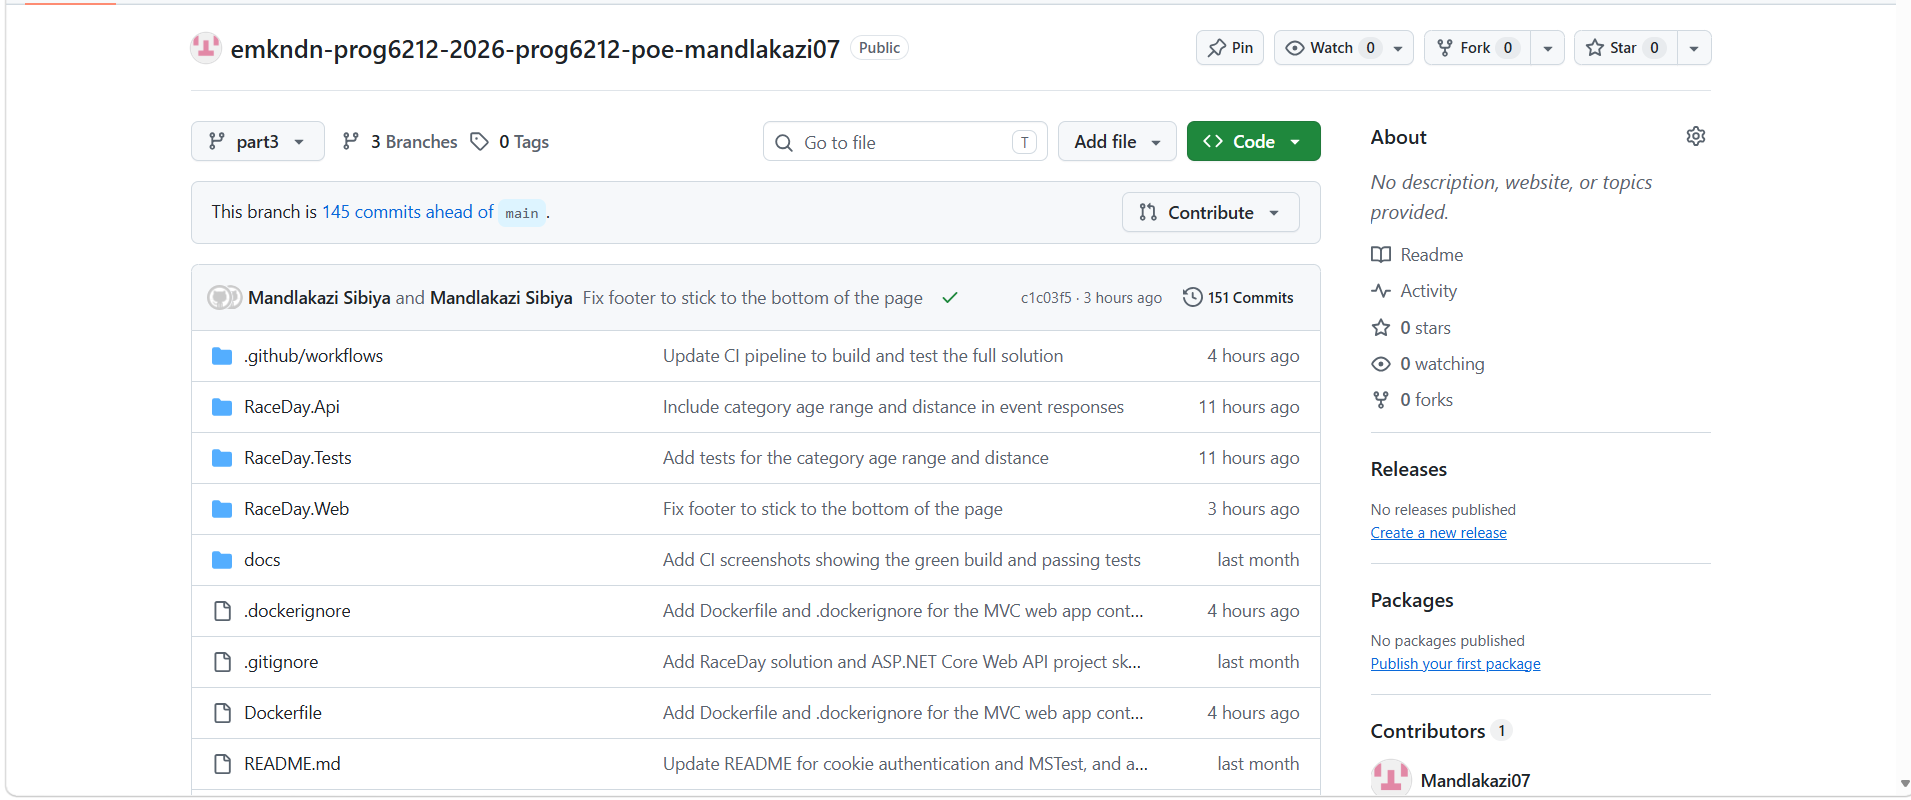 emkndn-prog6212-2026-prog6212-poe-mandlakazi07 Public Pin Watch 0 Fork 0 Star 0
part3 3 Branches 0 Tags Go to file T Add file Code
This branch is 145 commits ahead of main . Contribute
Mandlakazi Sibiya and Mandlakazi Sibiya Fix footer to stick to the bottom of the page c1c03f5 · 3 hours ago 151 Commits
.github/workflows Update CI pipeline to build and test the full solution 4 hours ago
RaceDay.Api Include category age range and distance in event responses 11 hours ago
RaceDay.Tests Add tests for the category age range and distance 11 hours ago
RaceDay.Web Fix footer to stick to the bottom of the page 3 hours ago
docs Add CI screenshots showing the green build and passing tests last month
.dockerignore Add Dockerfile and .dockerignore for the MVC web app cont... 4 hours ago
.gitignore Add RaceDay solution and ASP.NET Core Web API project sk... last month
Dockerfile Add Dockerfile and .dockerignore for the MVC web app cont... 4 hours ago
README.md Update README for cookie authentication and MSTest, and a... last month
About
No description, website, or topics
provided.
Readme
Activity
0 stars
0 watching
0 forks
Releases
No releases published
Create a new release
Packages
No packages published
Publish your first package
Contributors 1
Mandlakazi07